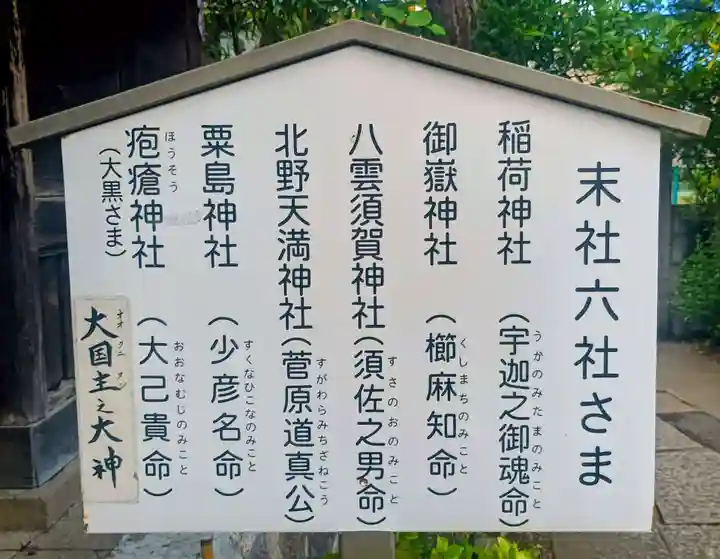 末社六社さま
稲荷神社（宇迦之御魂命）
うかのみたまのみこと
御嶽神社（櫛麻知命）
くしまちのみこと
八雲須賀神社（須佐之男命）
すさのおのみこと
北野天満神社（菅原道真公）
すがわらみちざねこう
粟島神社（少彦名命）
すくなひこなのみこと
疱瘡神社（大己貴命）
ほうそう
おおなむじのみこと
（大黒さま）
大国主之大神
オオクニヌシ